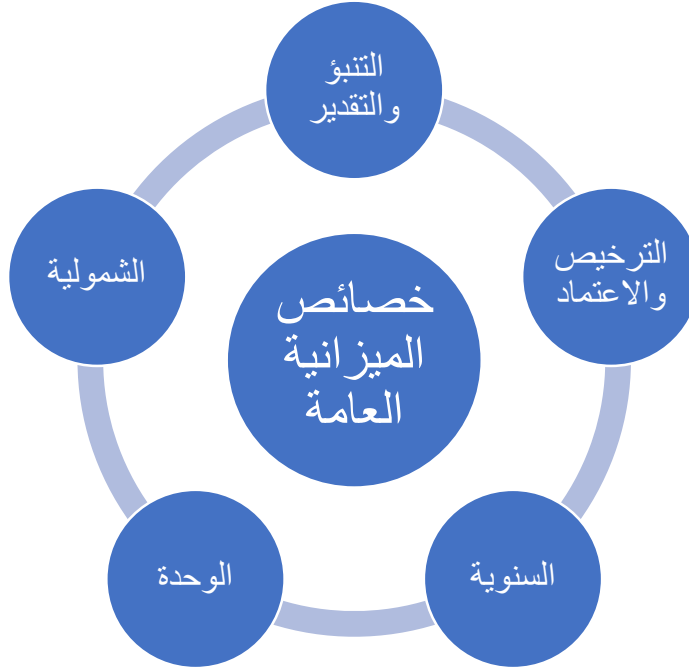 التنبؤ
والتقدير
الترخيص
والاعتماد
الشمولية
خصائص
الميزانية
العامة
السنوية
الوحدة